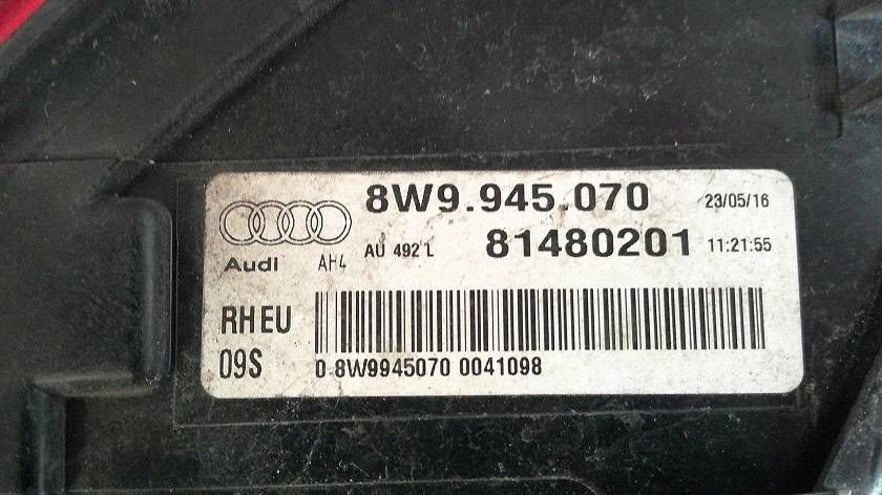 8W9.945.070 23/05/16
Audi AH4 AU 492 L 81480201 11:21:55
RH EU
09S
0 8W9945070 0041098